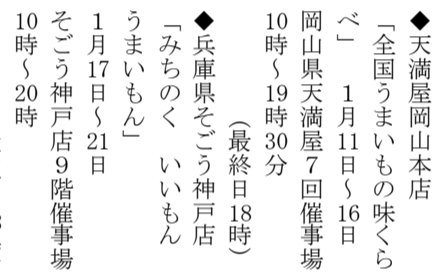 ◆天満屋岡山本店
「全国うまいもの味くら
べ」　1月11日～16日
岡山県天満屋７回催事場
10時～19時30分
（最終日18時）
◆兵庫県そごう神戸店
「みちのく　いいもん
うまいもん」
１月17日～21日
そごう神戸店９階催事場
10時～20時